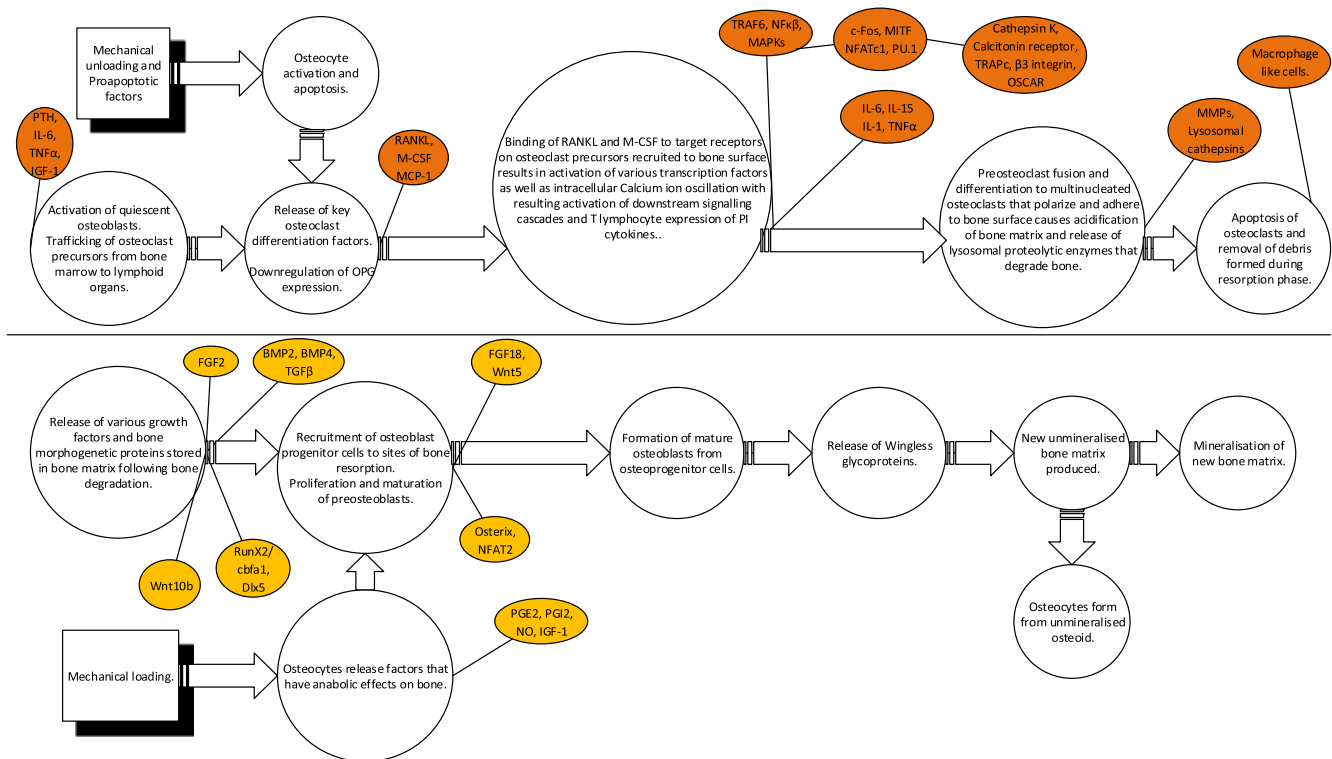 Mechanical
unloading and
Proapoptotic
factors
Osteocyte
activation and
apoptosis.
PTH,
IL-6,
TNFα,
IGF-1
Activation of quiescent
osteoblasts.
Trafficking of osteoclast
precursors from bone
marrow to lymphoid
organs.
Release of key
osteoclast
differentiation factors.
Downregulation of OPG
expression.
RANKL,
M-CSF
MCP-1
Binding of RANKL and M-CSF to target receptors
on osteoclast precursors recruited to bone surface
results in activation of various transcription factors
as well as intracellular Calcium ion oscillation with
resulting activation of downstream signalling
cascades and T lymphocyte expression of PI
cytokines..
TRAF6, NFκβ,
MAPKs
c-Fos, MITF
NFATc1, PU.1
Cathepsin K,
Calcitonin receptor,
TRAPc, β3 integrin,
OSCAR
IL-6, IL-15
IL-1, TNFα
Preosteoclast fusion and
differentiation to multinucleated
osteoclasts that polarize and adhere
to bone surface causes acidification
of bone matrix and release of
lysosomal proteolytic enzymes that
degrade bone.
MMPs,
Lysosomal
cathepsins
Macrophage
like cells.
Apoptosis of
osteoclasts and
removal of debris
formed during
resorption phase.
Release of various growth
factors and bone
morphogenetic proteins stored
in bone matrix following bone
degradation.
FGF2
BMP2, BMP4,
TGFβ
Wnt10b
RunX2/
cbfa1,
Dlx5
Recruitment of osteoblast
progenitor cells to sites of bone
resorption.
Proliferation and maturation
of preosteoblasts.
FGF18,
Wnt5
Osterix,
NFAT2
Formation of mature
osteoblasts from
osteoprogenitor cells.
Release of Wingless
glycoproteins.
New unmineralised
bone matrix
produced.
Mineralisation of
new bone matrix.
Osteocytes form
from unmineralised
osteoid.
Mechanical loading.
Osteocytes release factors that
have anabolic effects on bone.
PGE2, PGI2,
NO, IGF-1